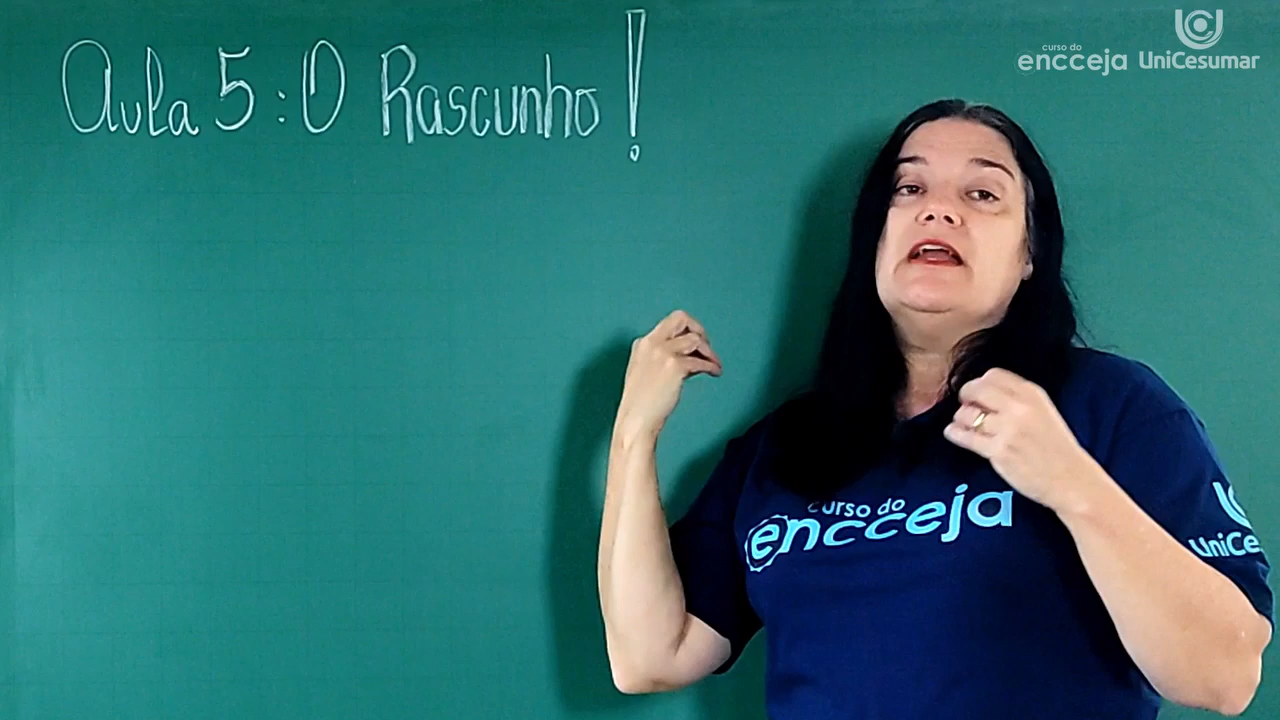 Aula 5: O Rascunho!
curso do
encceja UniCesumar
curso do
encceja
UniCe